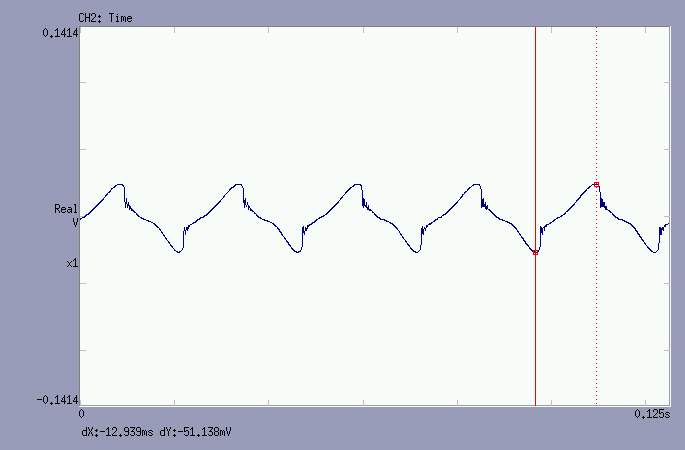 CH2: Time
0.1414
Real
V
x1
-0.1414
0
0.125s
dX:-12.939ms dY:-51.138mV